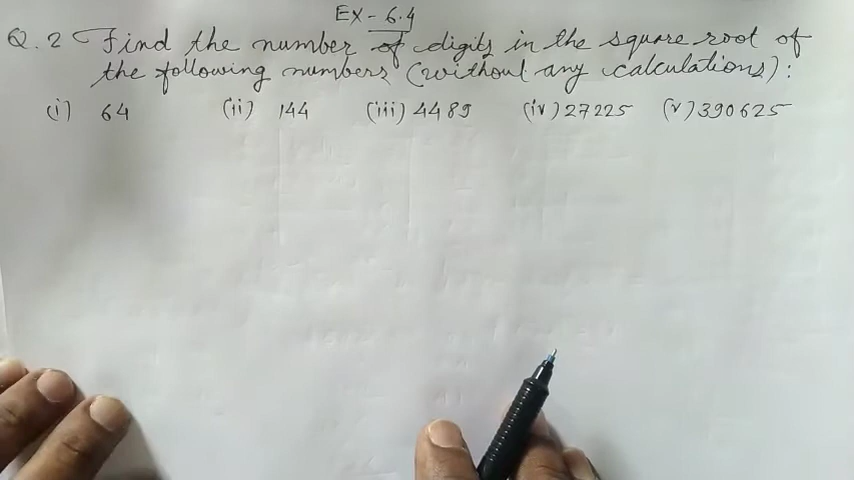 EX-6.4
Q.2 Find the number of digits in the square root of
the following numbers (without any calculations):
(i) 64 (ii) 144 (iii) 4489 (iv) 27225 (v) 390625